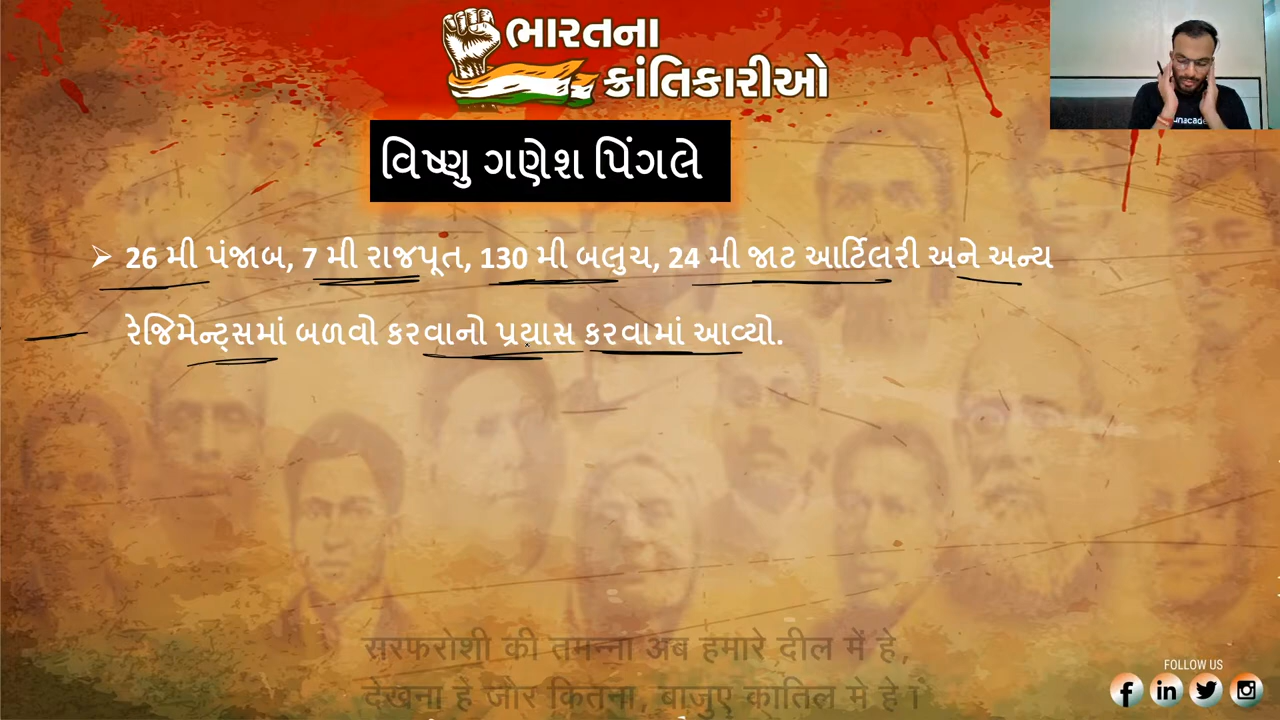 ભારતના
ક્રાંતિકારીઓ
વિષ્ણુ ગણેશ પિંગલે
➢ 26 મી પંજાબ, 7 મી રાજપૂત, 130 મી બલુચ, 24 મી જાટ આર્ટિલરી અને અન્ય
રેજિમેન્ટ્સમાં બળવો કરવાનો પ્રયાસ કરવામાં આવ્યો.
सरफरोशी की तमन्ना अब हमारे दील में हे,
देखना हे जोर कितना, बाजुए कातिल मे हे।
FOLLOW US